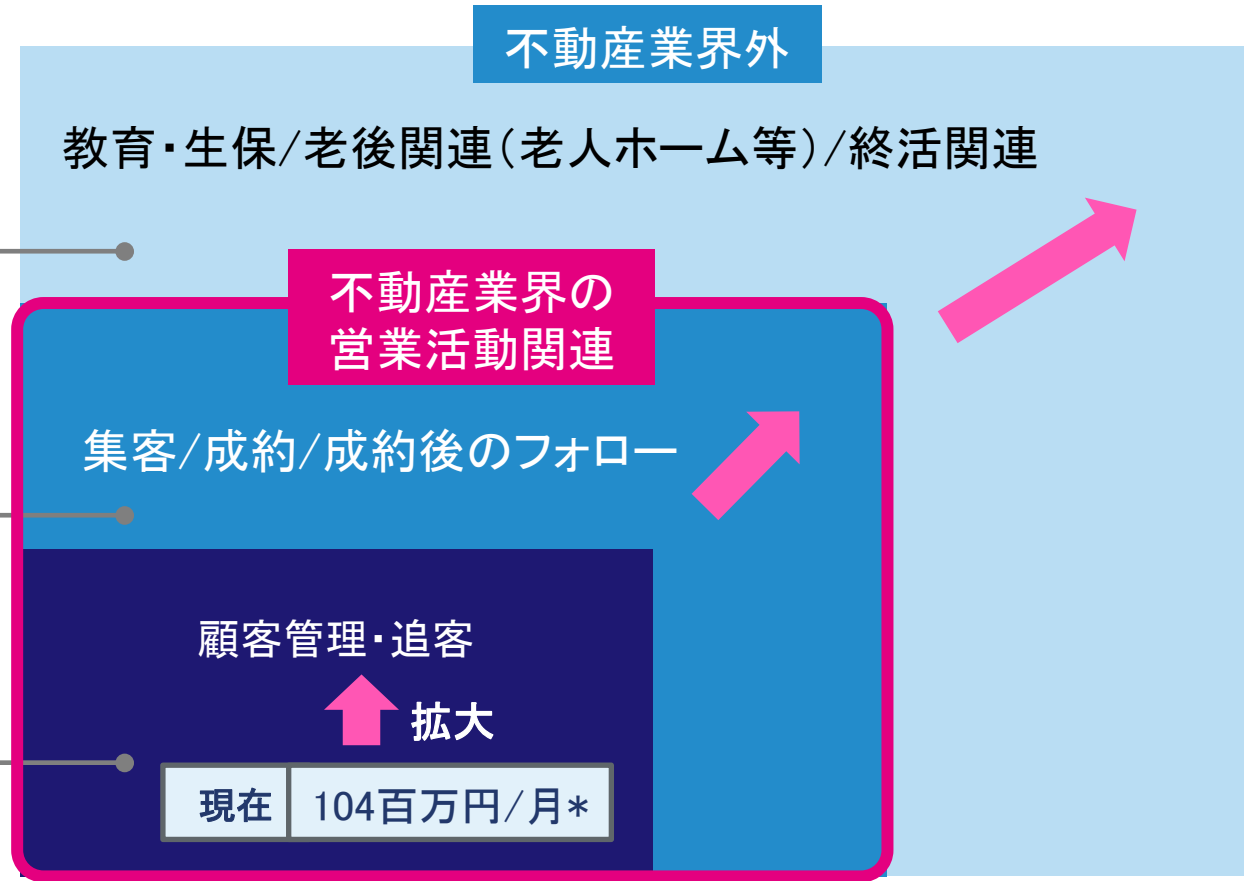 不動産業界外
教育・生保/老後関連(老人ホーム等)/終活関連
不動産業界の
営業活動関連
集客/成約/成約後のフォロー
顧客管理・追客
拡大
現在 104百万円/月*